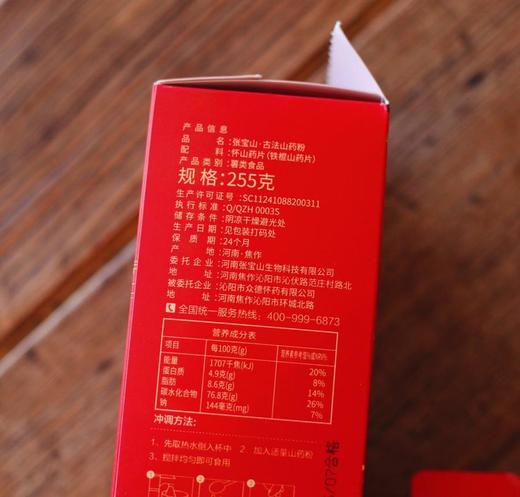 产品信息
品名：张宝山·古法山药粉
配料：怀山药片（铁棍山药片）
产品类别：薯类食品
规格：255克
生产许可证号：SC11241088200311
执行标准：Q/QZH 0003S
储存条件：阴凉干燥避光处
生产日期：见包装打码处
保质期：24个月
产地：河南·焦作
委托企业：河南张宝山生物科技有限公司
地址：河南焦作沁阳市沁伏路范庄村路北
被委托企业：沁阳市众德怀药有限公司
地址：河南焦作沁阳市环城北路
全国统一服务热线：400-999-6873
营养成分表
项目 每100克(g) 营养素参考值%或NRV%
能量 1707千焦(kJ) 20%
蛋白质 4.9克(g) 8%
脂肪 8.6克(g) 14%
碳水化合物 76.8克(g) 26%
钠 144毫克(mg) 7%
冲调方法：
1、先取热水倒入杯中 2、加入适量山药粉
3、搅拌均匀即可食用
1 2 3
/07合格